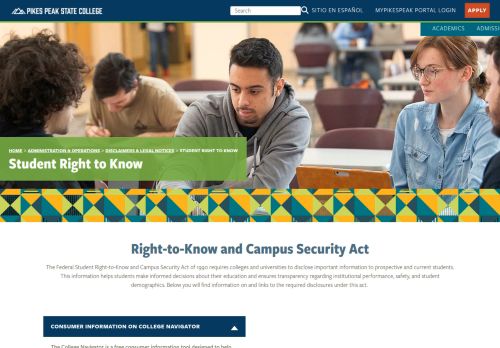 PIKES PEAK STATE COLLEGE
Search
SITIO EN ESPAÑOL
MYPIKESPEAK PORTAL LOGIN
APPLY
ACADEMICS
ADMISSI
HOME > ADMINISTRATION & OPERATIONS > DISCLAIMERS & LEGAL NOTICES > STUDENT RIGHT TO KNOW
Student Right to Know
Right-to-Know and Campus Security Act
The Federal Student Right-to-Know and Campus Security Act of 1990 requires colleges and universities to disclose important information to prospective and current students.
This information helps students make informed decisions about their education and ensures transparency regarding institutional performance, safety, and student
demographics. Below you will find information on and links to the required disclosures under this act.
CONSUMER INFORMATION ON COLLEGE NAVIGATOR
The College Navigator is a free consumer information tool designed to help